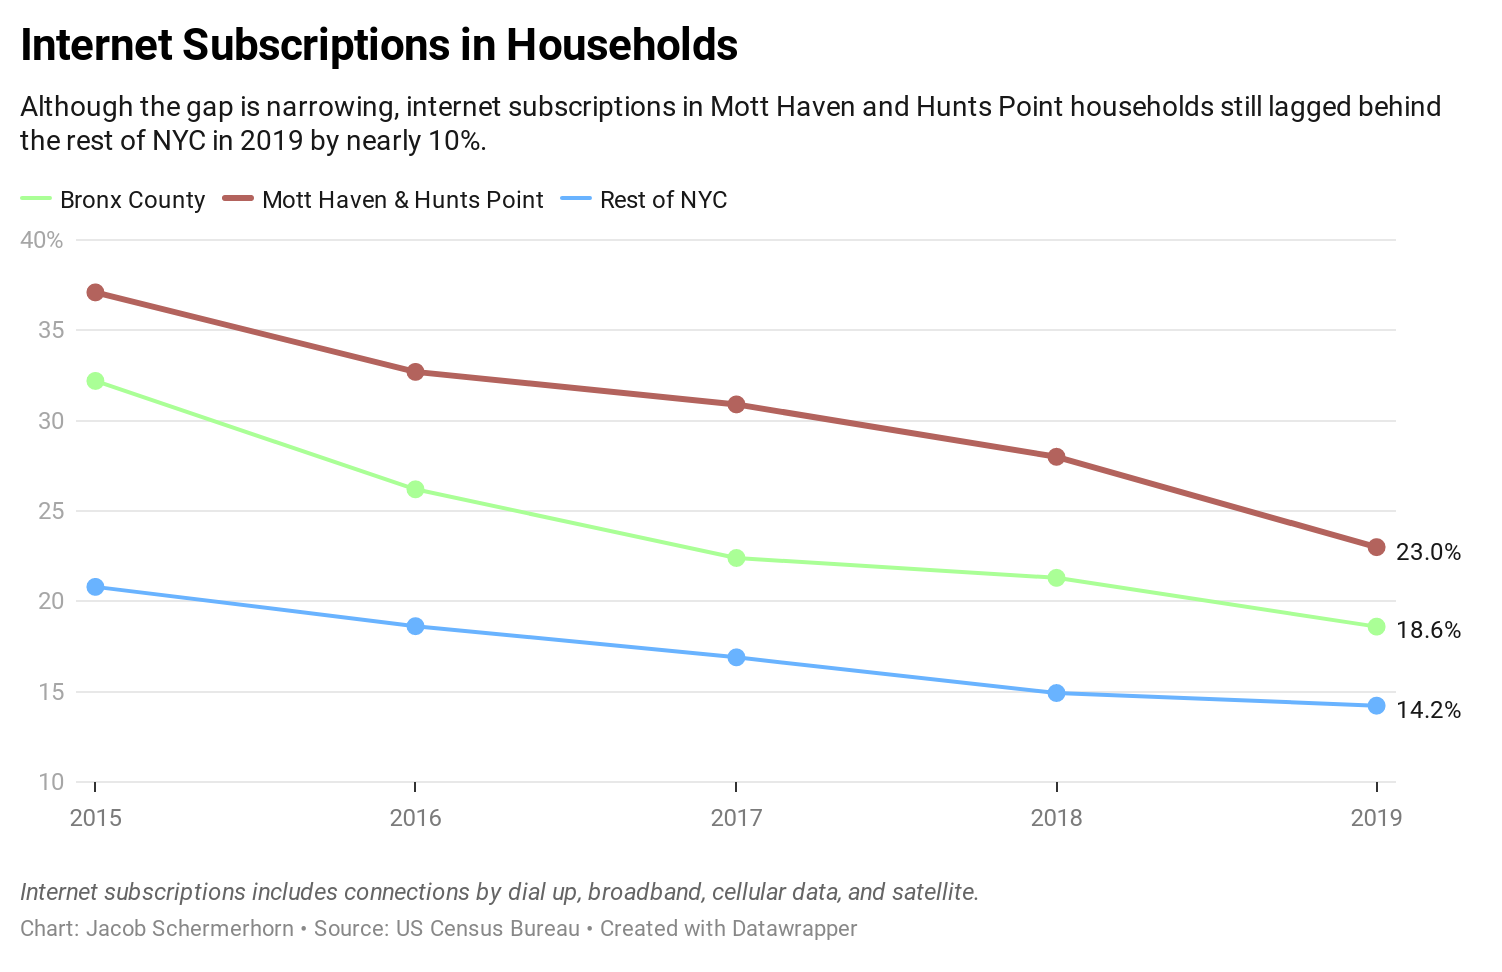 Internet Subscriptions in Households
Although the gap is narrowing, internet subscriptions in Mott Haven and Hunts Point households still lagged behind
the rest of NYC in 2019 by nearly 10%.
Bronx County Mott Haven & Hunts Point Rest of NYC
40%
35
30
25
20
15
10
23.0%
18.6%
14.2%
2015 2016 2017 2018 2019
Internet subscriptions includes connections by dial up, broadband, cellular data, and satellite.
Chart: Jacob Schermerhorn • Source: US Census Bureau • Created with Datawrapper